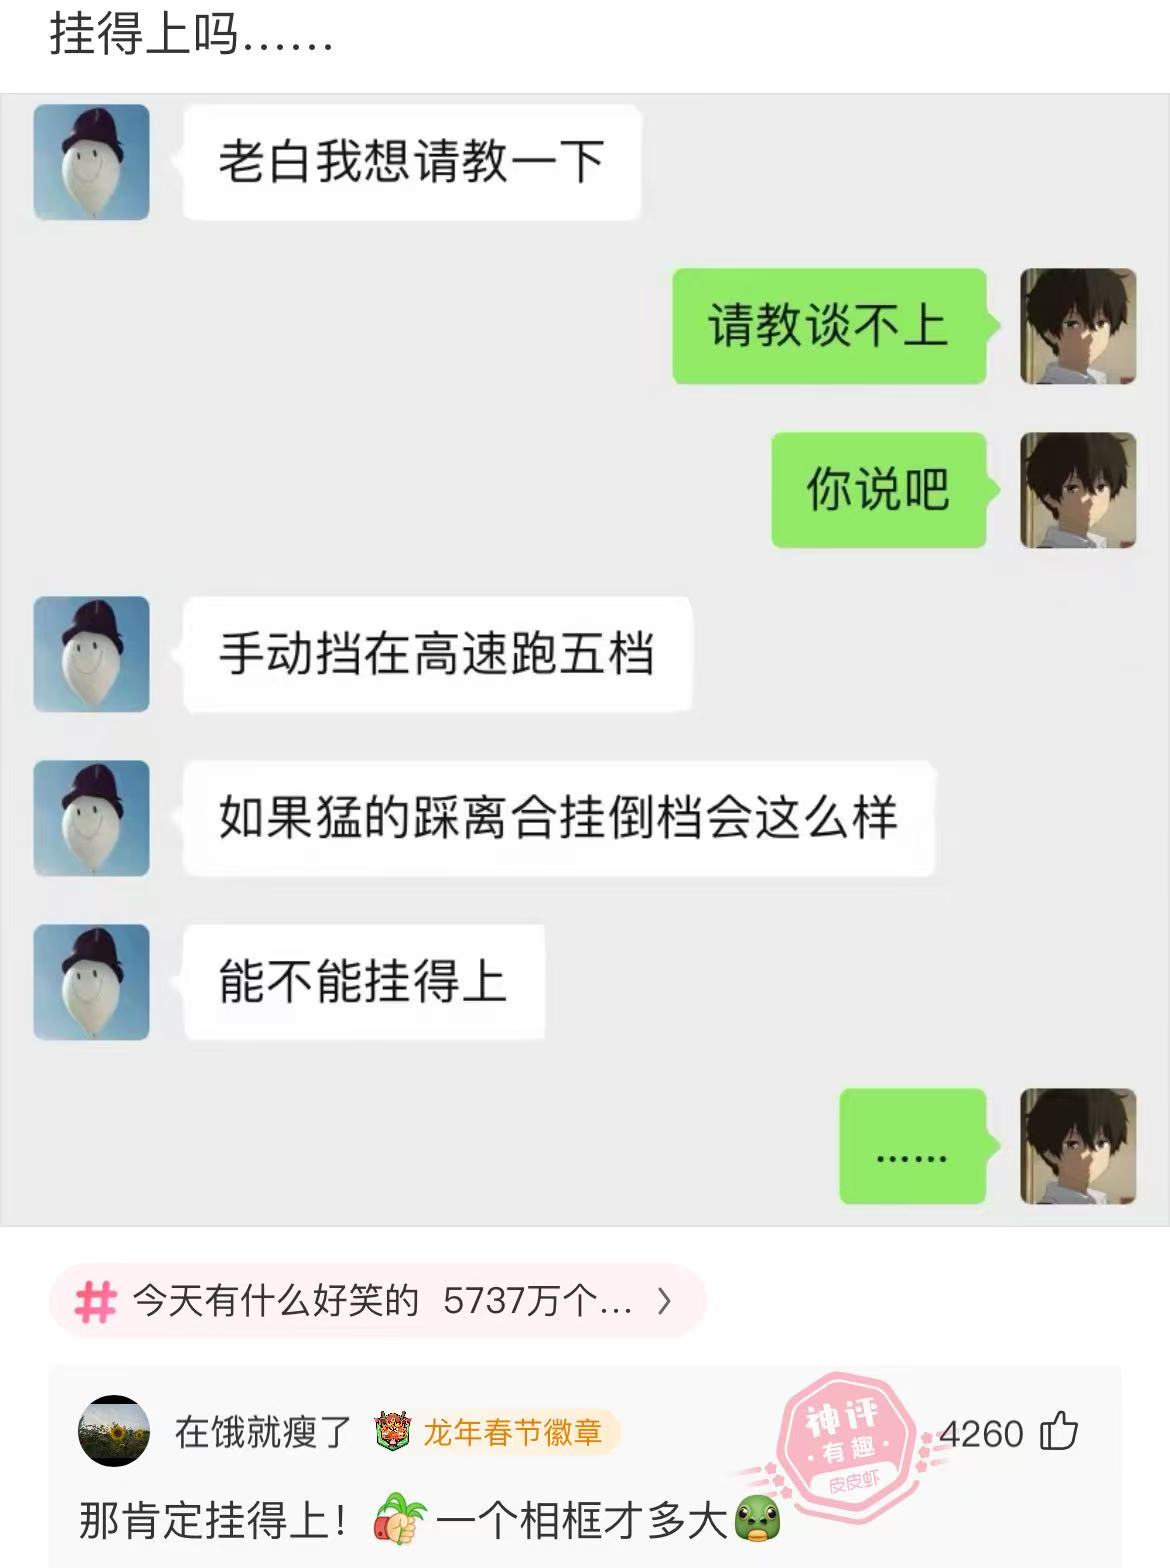 挂得上吗……
老白我想请教一下
请教谈不上
你说吧
手动挡在高速跑五档
如果猛的踩离合挂倒档会这么样
能不能挂得上
……
今天有什么好笑的 5737万个...
在饿就瘦了 龙年春节徽章
神评
有趣
皮皮虾
4260
那肯定挂得上！一个相框才多大